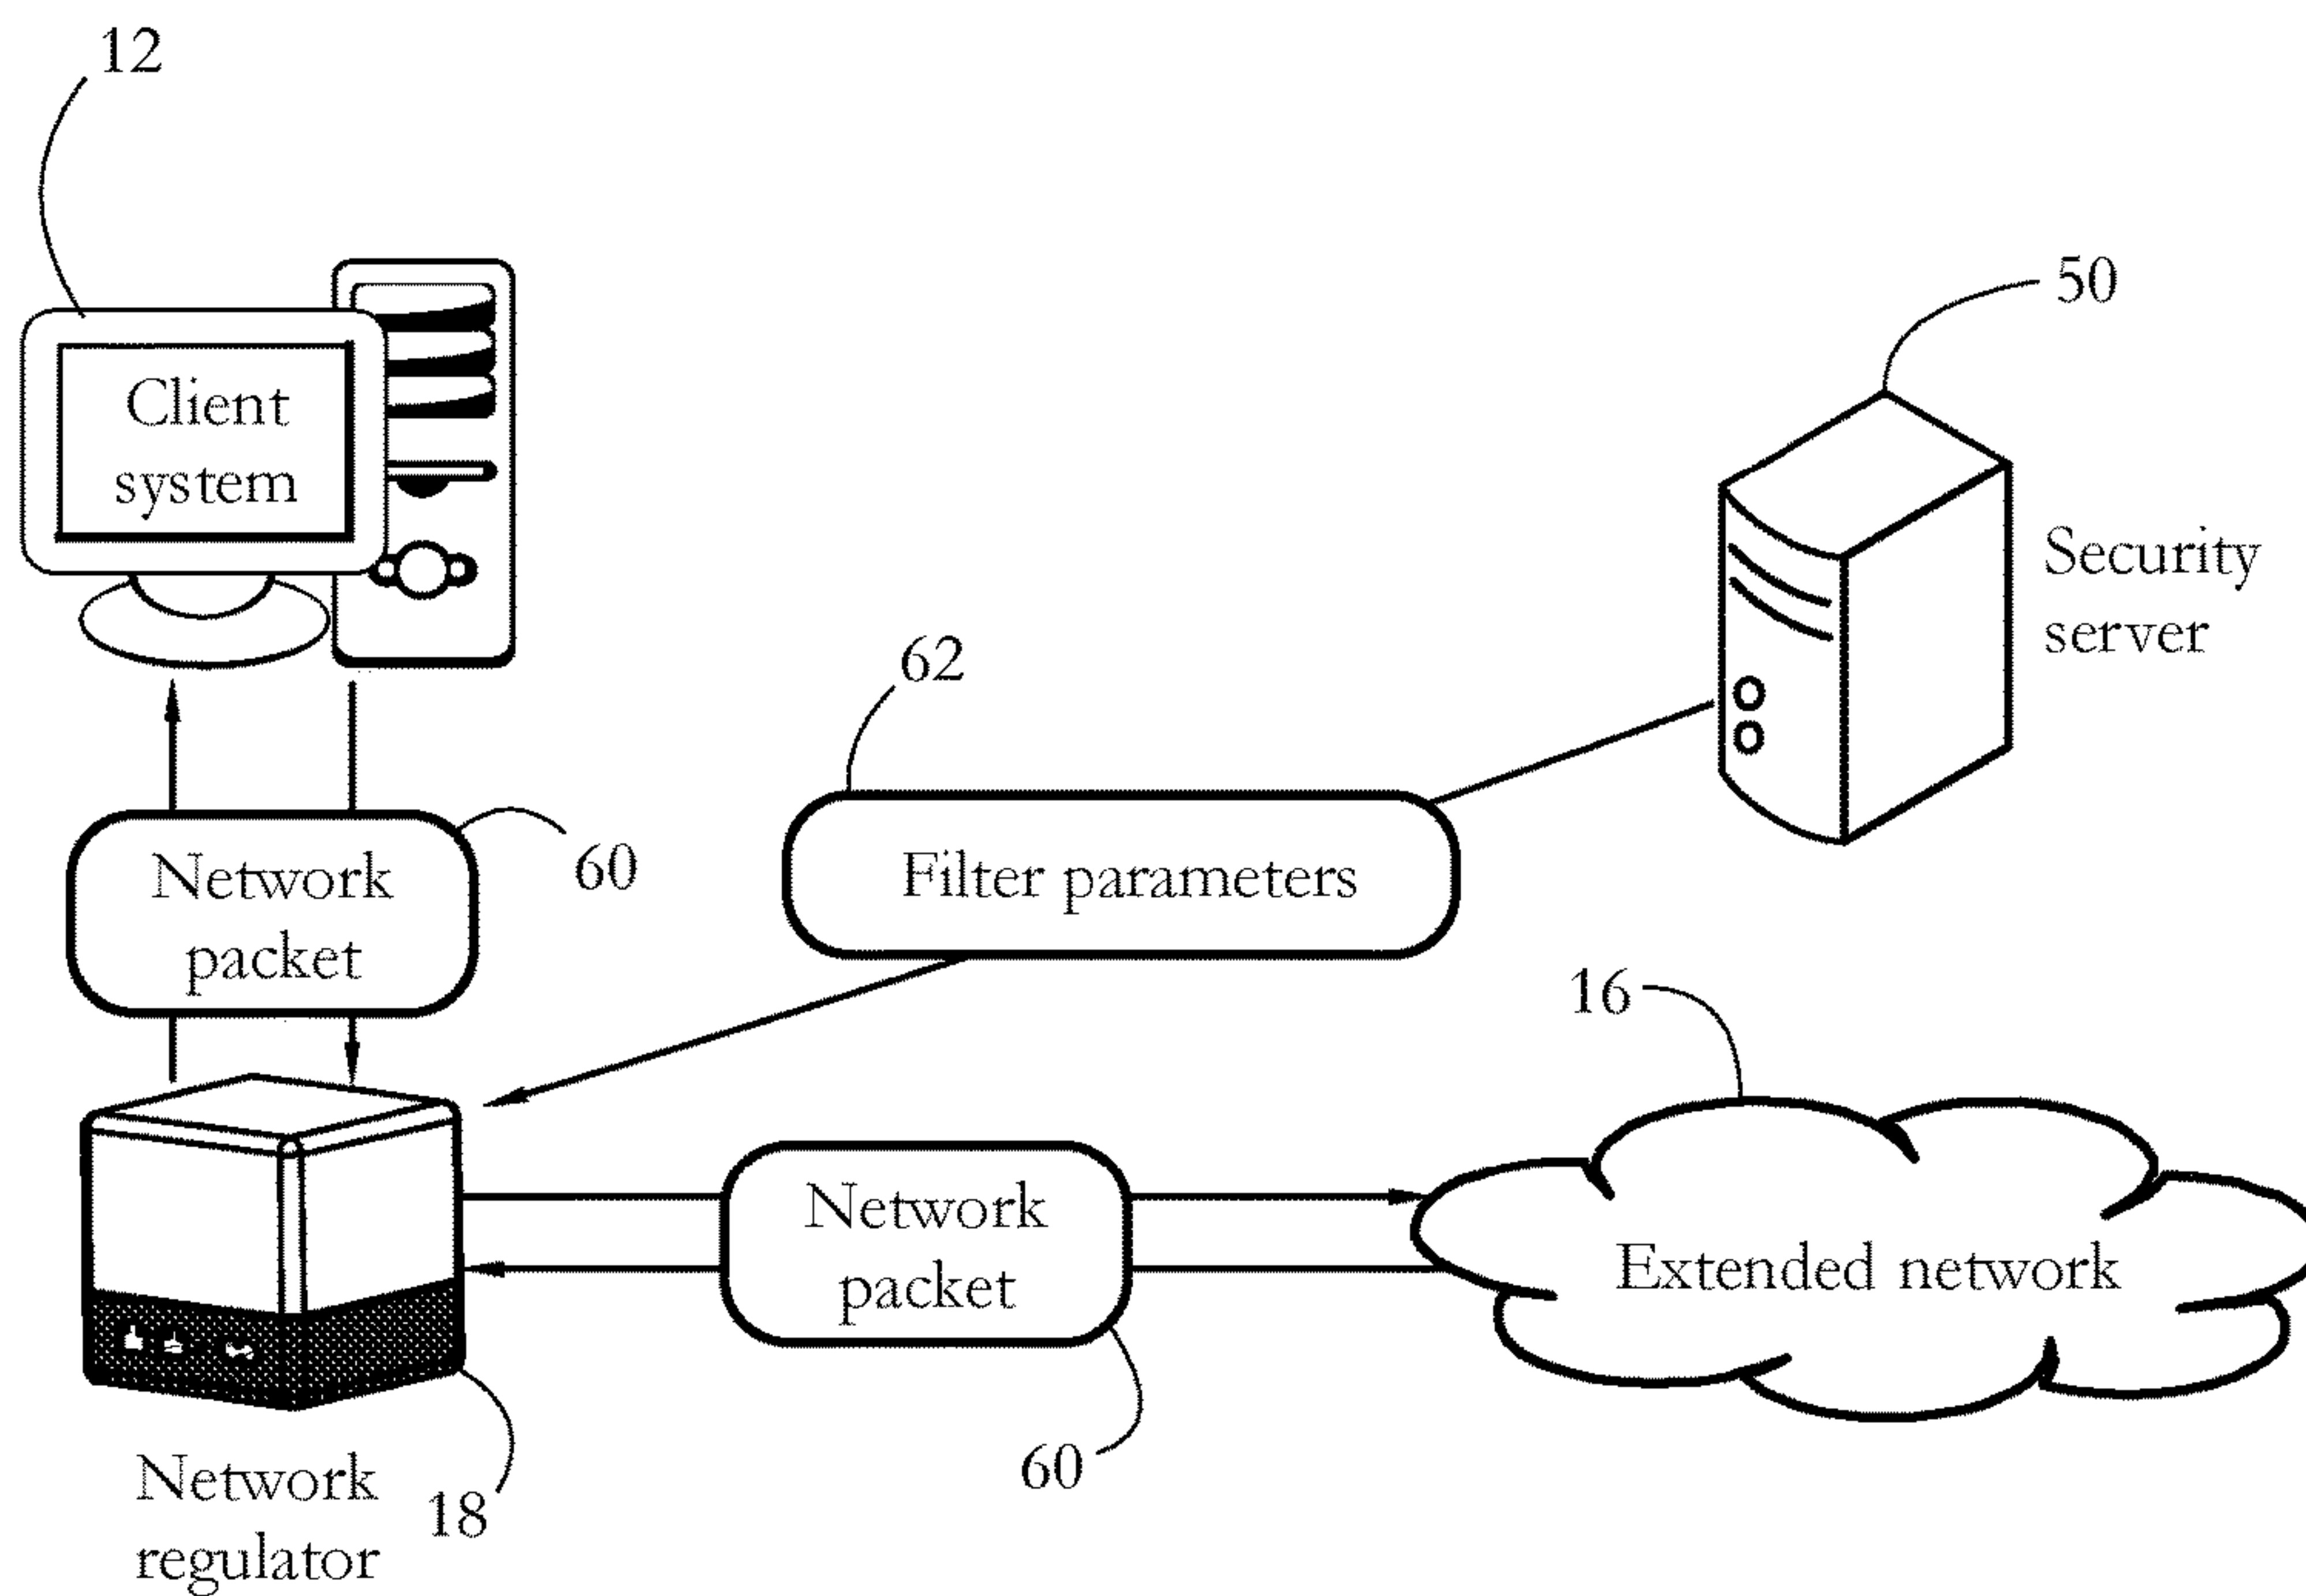 12
Client
system
50
Security
server
62
Filter parameters
60
Network
packet
16
Network
packet
Extended network
60
Network
regulator
18